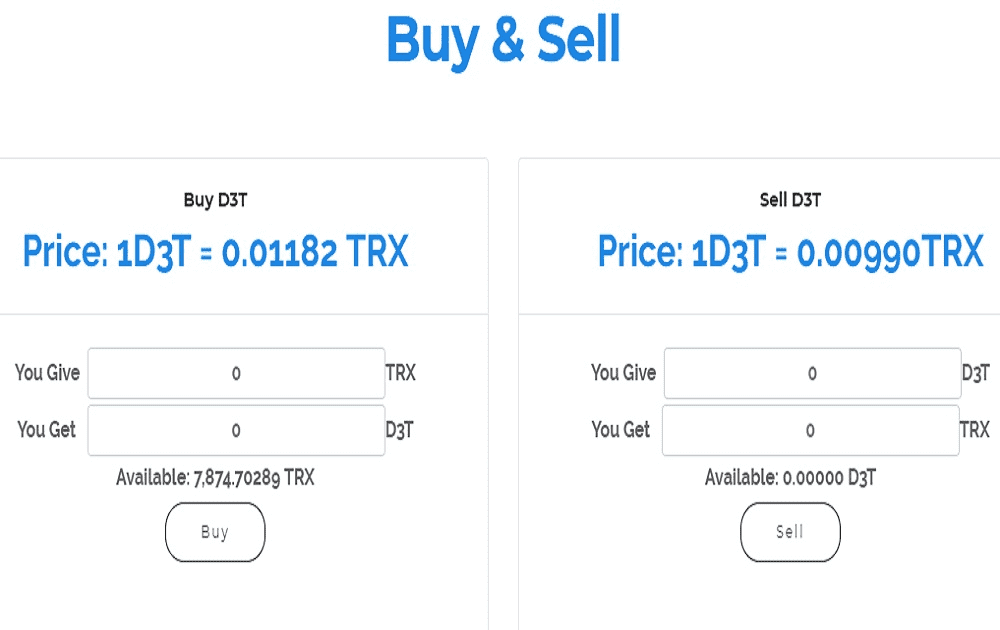 Buy & Sell
Buy D3T
Price: 1D3T = 0.01182 TRX
You Give 0 TRX
You Get 0 D3T
Available: 7,874.70289 TRX
Buy
Sell D3T
Price: 1D3T = 0.00990TRX
You Give 0 D3T
You Get 0 TRX
Available: 0.00000 D3T
Sell